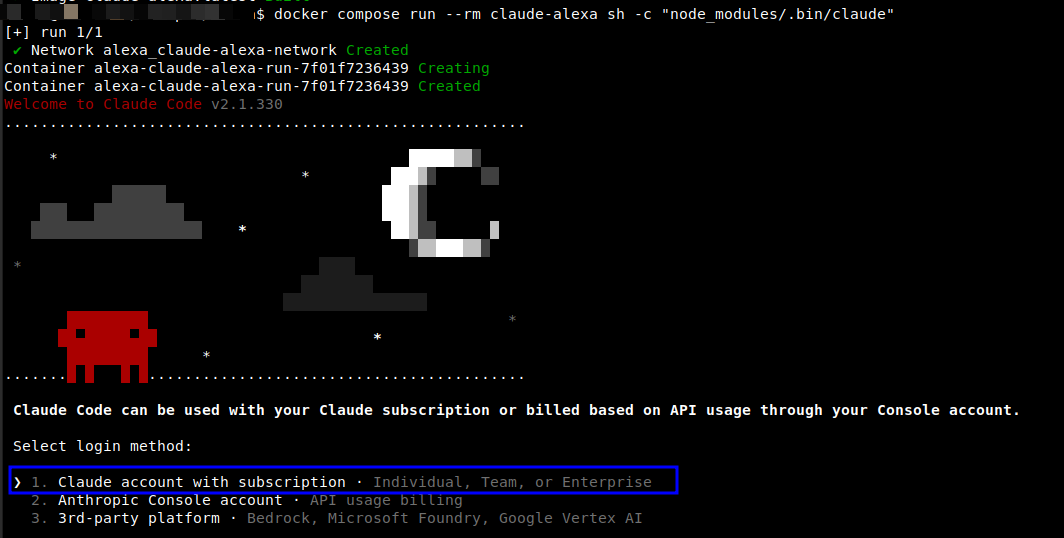 $ docker compose run --rm claude-alexa sh -c "node_modules/.bin/claude"
[+] run 1/1
✔ Network alexa_claude-alexa-network Created
Container alexa-claude-alexa-run-7f01f7236439 Creating
Container alexa-claude-alexa-run-7f01f7236439 Created
Welcome to Claude Code v2.1.330
Claude Code can be used with your Claude subscription or billed based on API usage through your Console account.
Select login method:
❯ 1. Claude account with subscription · Individual, Team, or Enterprise
2. Anthropic Console account · API usage billing
3. 3rd-party platform · Bedrock, Microsoft Foundry, Google Vertex AI